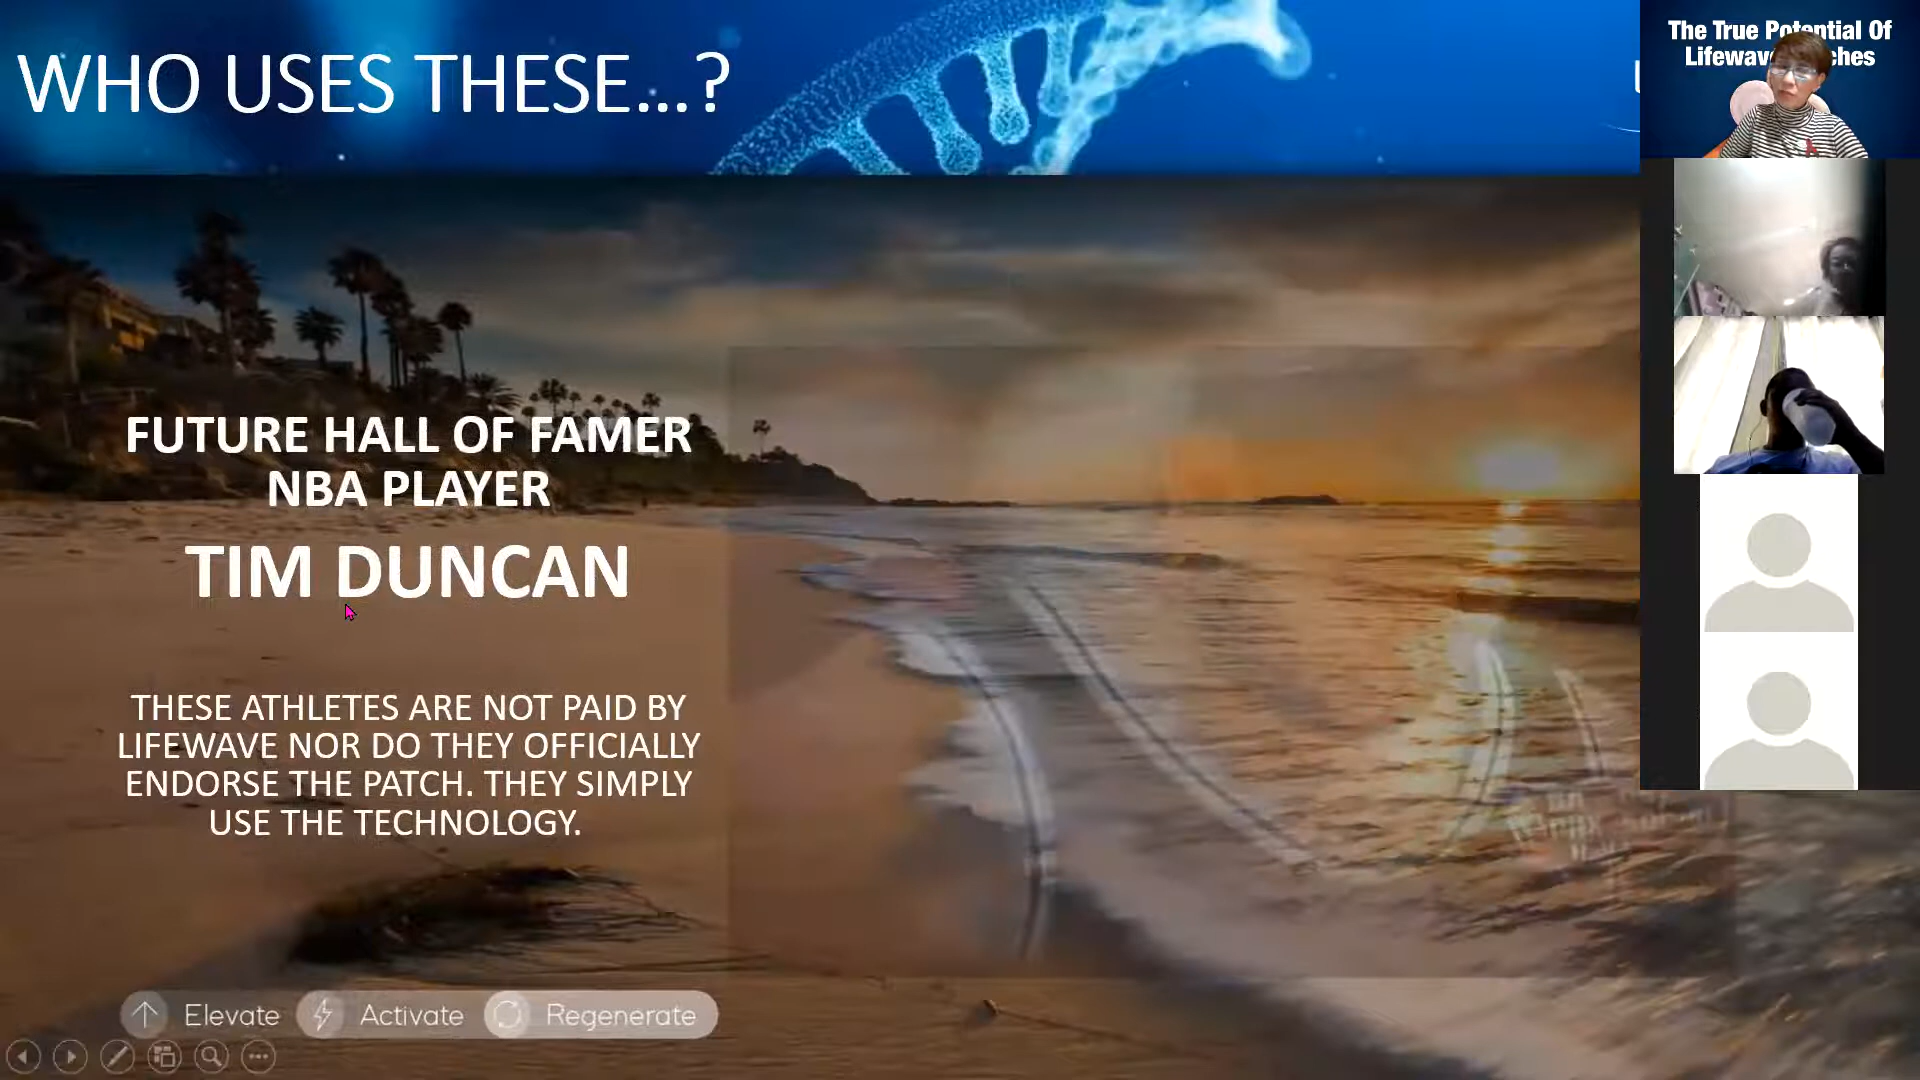 WHO USES THESE...?
The True Potential Of
FUTURE HALL OF FAMER
NBA PLAYER
TIM DUNCAN
THESE ATHLETES ARE NOT PAID BY
LIFEWAVE NOR DO THEY OFFICIALLY
ENDORSE THE PATCH. THEY SIMPLY
USE THE TECHNOLOGY.
Elevate
Activate
Regenerate